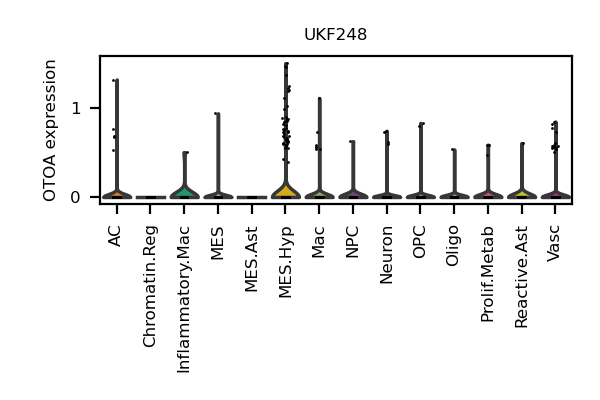 UKF248
OTOA expression
1
0
AC
Chromatin.Reg
Inflammatory.Mac
MES
MES.Ast
MES.Hyp
Mac
NPC
Neuron
OPC
Oligo
Prolif.Metab
Reactive.Ast
Vasc